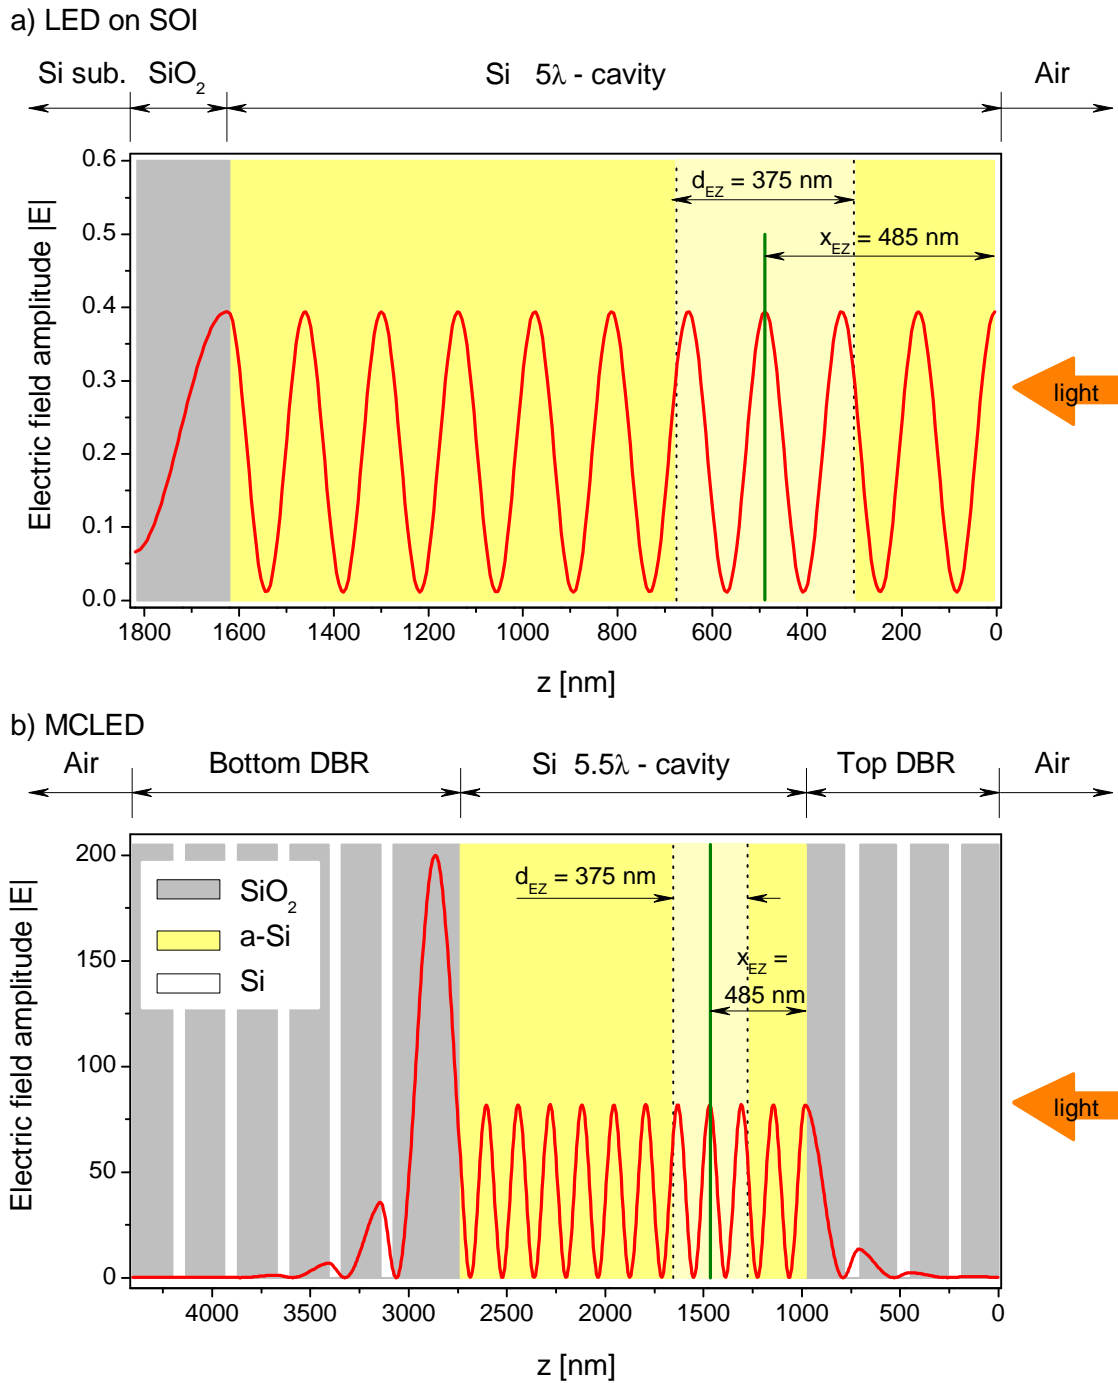 a) LED on SOI
Si sub. SiO2 Si 5λ - cavity Air
0.6
0.5
0.4
0.3
0.2
0.1
0.0
Electric field amplitude |E|
dEZ = 375 nm
xEZ = 485 nm
light
1800 1600 1400 1200 1000 800 600 400 200 0
z [nm]
b) MCLED
Air Bottom DBR Si 5.5λ - cavity Top DBR Air
200
150
100
50
0
Electric field amplitude |E|
SiO2
a-Si
Si
dEZ = 375 nm
xEZ =
485 nm
light
4000 3500 3000 2500 2000 1500 1000 500 0
z [nm]